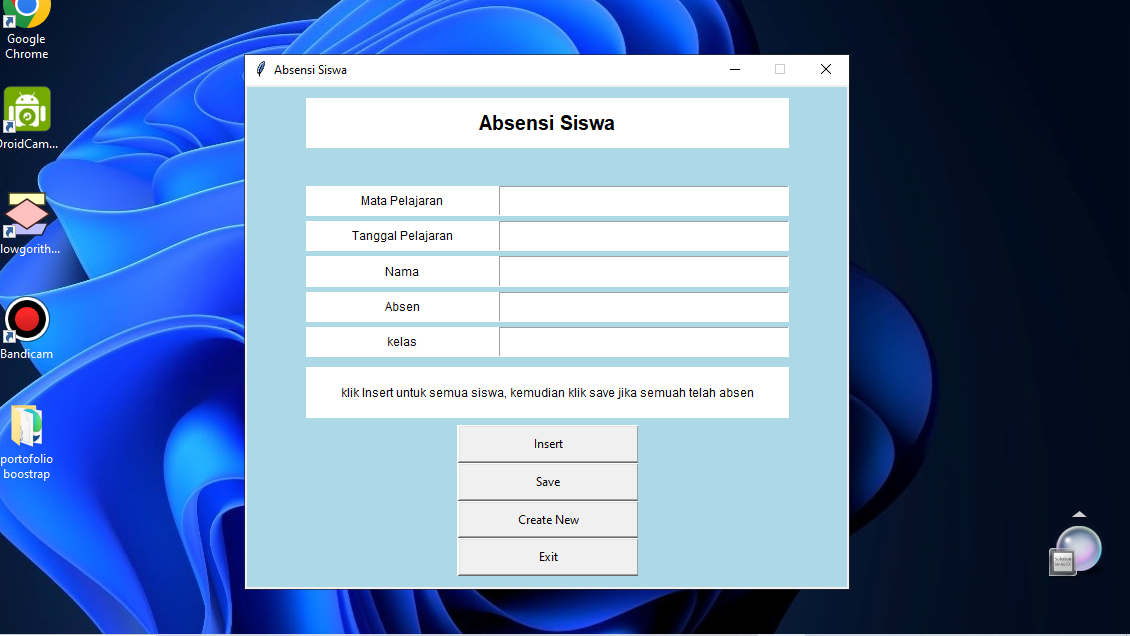 Google
Chrome
DroidCam...
lowgorith...
Bandicam
portofolio
boostrap
Absensi Siswa
Absensi Siswa
Mata Pelajaran
Tanggal Pelajaran
Nama
Absen
kelas
klik Insert untuk semua siswa, kemudian klik save jika semuah telah absen
Insert
Save
Create New
Exit